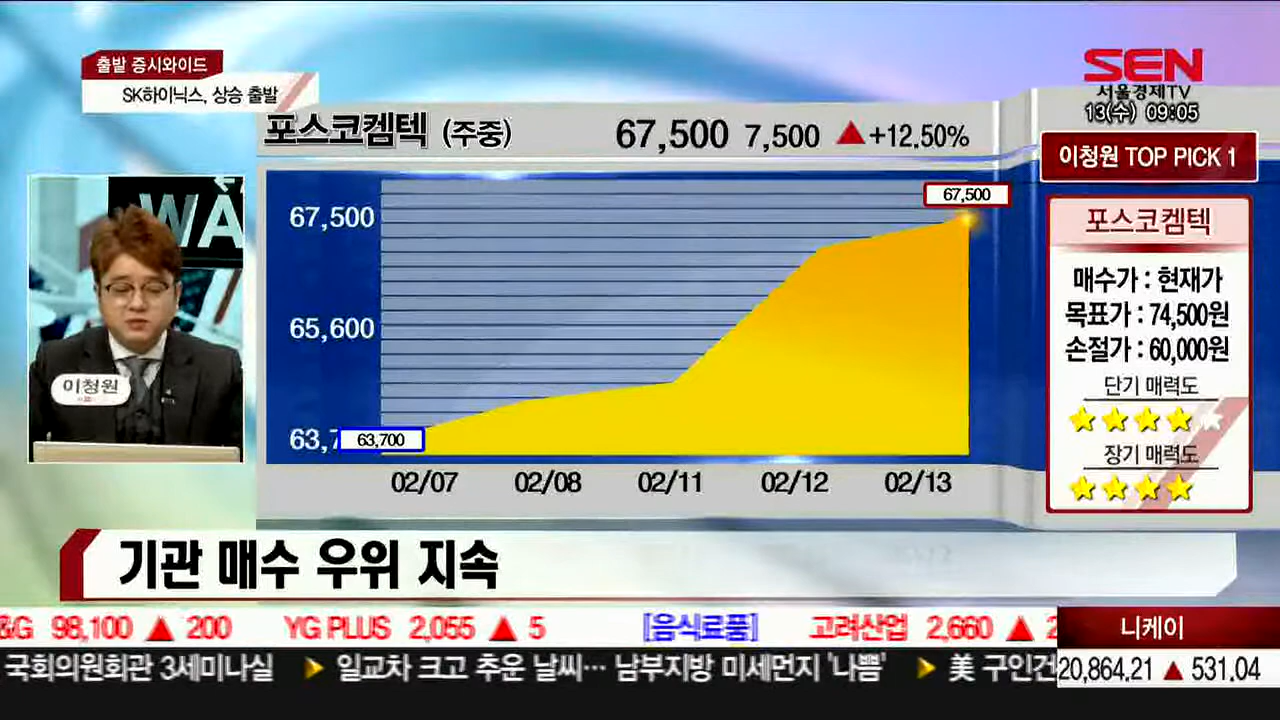 출발 증시와이드
SK하이닉스, 상승 출발
SEN
서울경제TV
13(수) 09:05
포스코켐텍 (주중) 67,500 7,500 ▲+12.50%
이청원 TOP PICK 1
67,500
65,600
63,7
67,500
63,700
02/07 02/08 02/11 02/12 02/13
WA
이청원
포스코켐텍
매수가 : 현재가
목표가 : 74,500원
손절가 : 60,000원
단기 매력도
★★★★★
장기 매력도
★★★★
기관 매수 우위 지속
&G 98,100 ▲ 200 YG PLUS 2,055 ▲ 5 [음식료품] 고려산업 2,660 ▲ 2
니케이
국회의원회관 3세미나실 ▶ 일교차 크고 추운 날씨… 남부지방 미세먼지 '나쁨' ▶ 美 구인건
20,864.21 ▲ 531.04